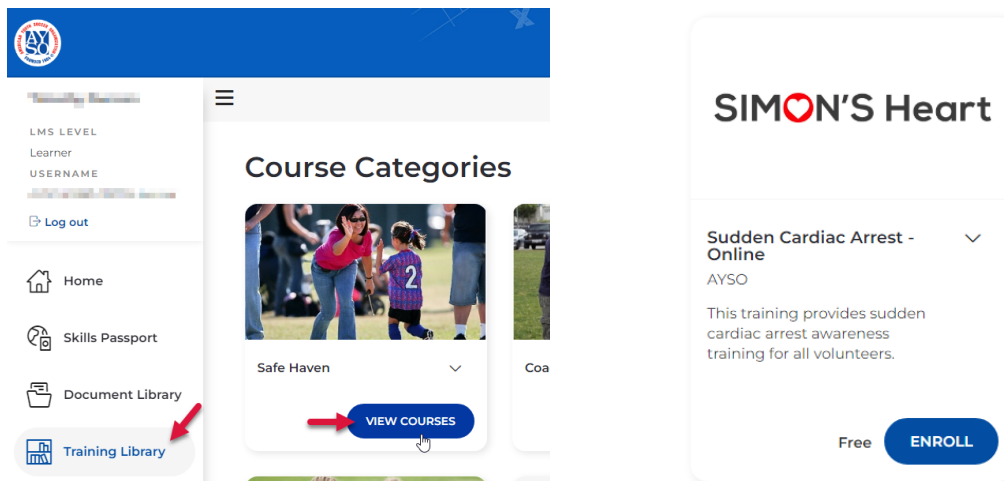 AYSO
LMS LEVEL
Learner
USERNAME
Log out
Home
Skills Passport
Document Library
Training Library
Course Categories
2
Safe Haven
VIEW COURSES
Coa
SIMON'S Heart
Sudden Cardiac Arrest -
Online
AYSO
This training provides sudden
cardiac arrest awareness
training for all volunteers.
Free
ENROLL